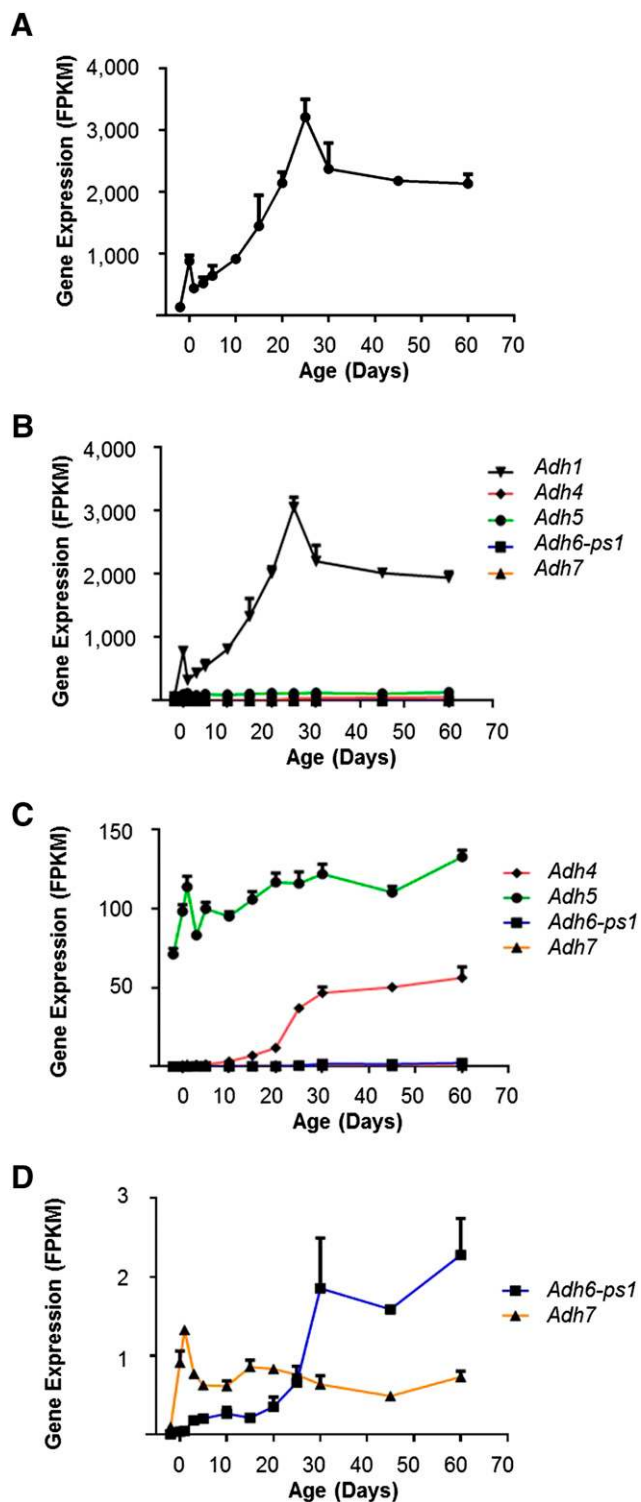 A
Gene Expression (FPKM)
4,000
3,000
2,000
1,000
0 10 20 30 40 50 60 70
Age (Days)
B
Gene Expression (FPKM)
4,000
3,000
2,000
1,000
0 10 20 30 40 50 60 70
Age (Days)
Adh1
Adh4
Adh5
Adh6-ps1
Adh7
C
Gene Expression (FPKM)
150
100
50
0 10 20 30 40 50 60 70
Age (Days)
Adh4
Adh5
Adh6-ps1
Adh7
D
Gene Expression (FPKM)
3
2
1
0 10 20 30 40 50 60 70
Age (Days)
Adh6-ps1
Adh7